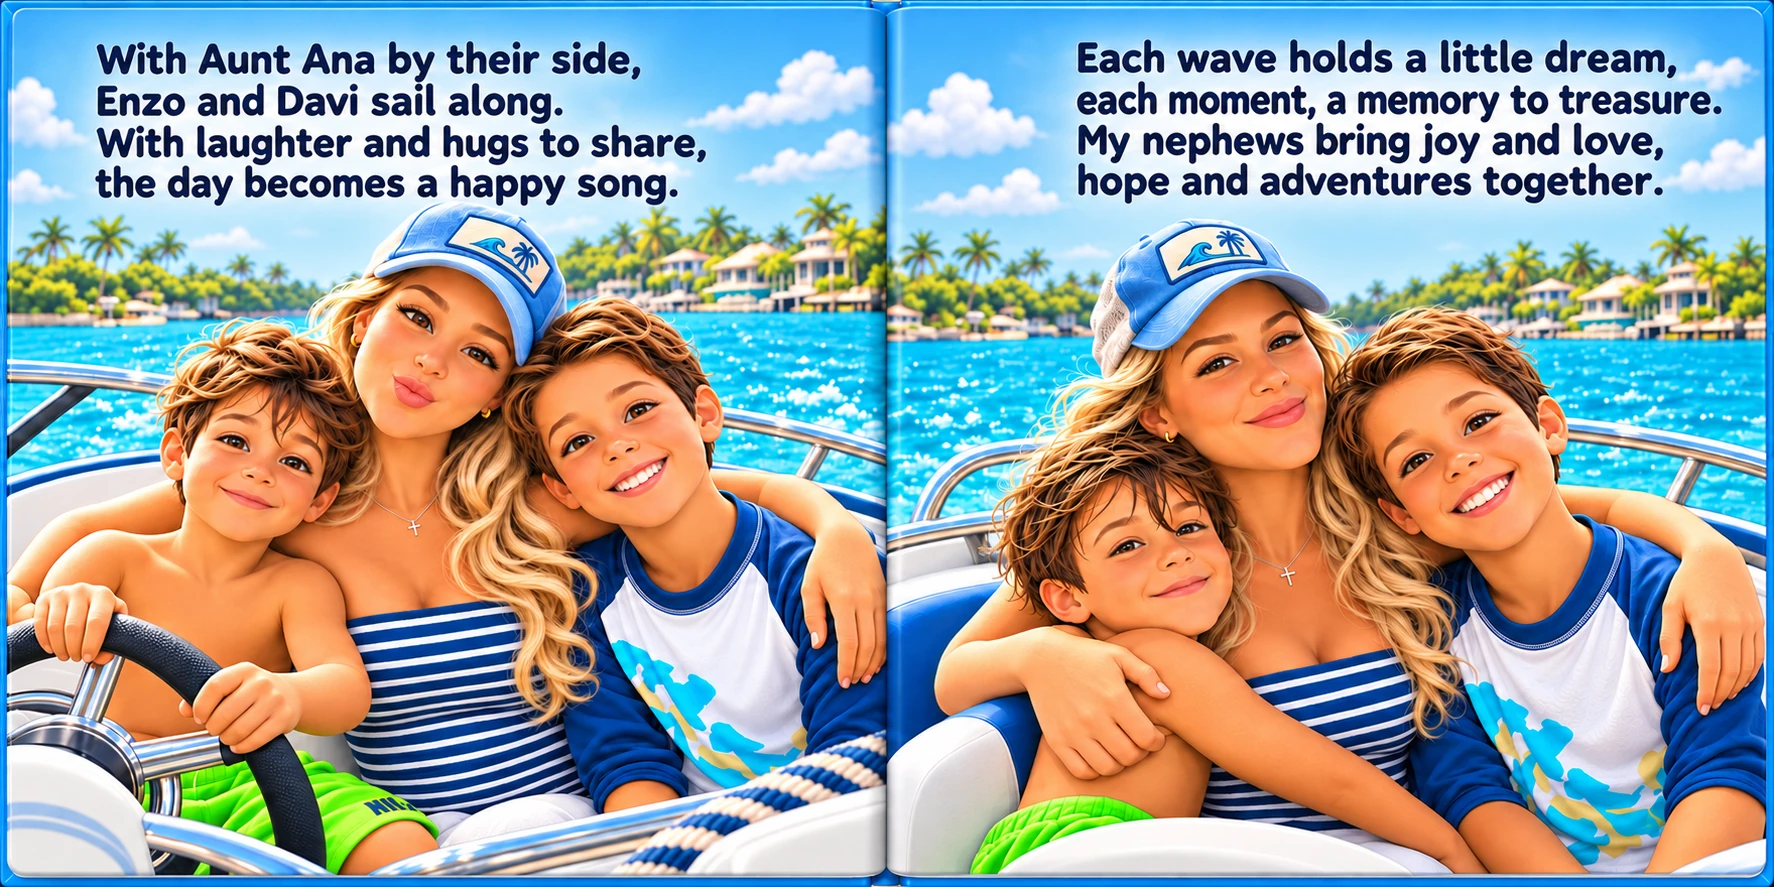 With Aunt Ana by their side,
Enzo and Davi sail along.
With laughter and hugs to share,
the day becomes a happy song.
Each wave holds a little dream,
each moment, a memory to treasure.
My nephews bring joy and love,
hope and adventures together.